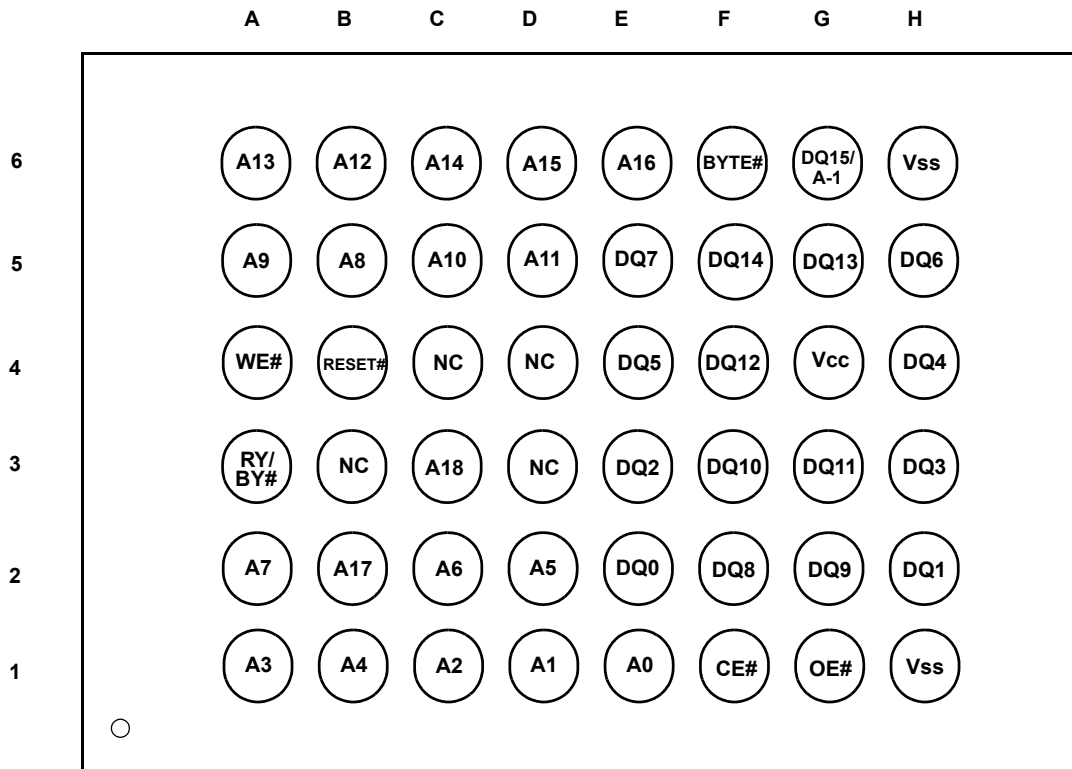 A B C D E F G H
6 A13 A12 A14 A15 A16 BYTE# DQ15/ A-1 Vss
5 A9 A8 A10 A11 DQ7 DQ14 DQ13 DQ6
4 WE# RESET# NC NC DQ5 DQ12 Vcc DQ4
3 RY/ BY# NC A18 NC DQ2 DQ10 DQ11 DQ3
2 A7 A17 A6 A5 DQ0 DQ8 DQ9 DQ1
1 A3 A4 A2 A1 A0 CE# OE# Vss